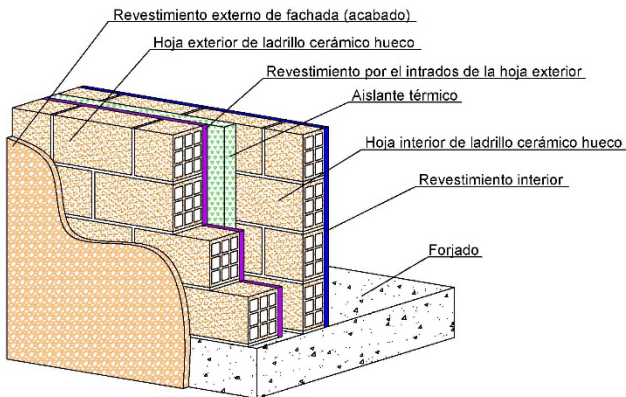 Revestimiento externo de fachada (acabado)
Hoja exterior de ladrillo cerámico hueco
Revestimiento por el intrados de la hoja exterior
Aislante térmico
Hoja interior de ladrillo cerámico hueco
Revestimiento interior
Forjado